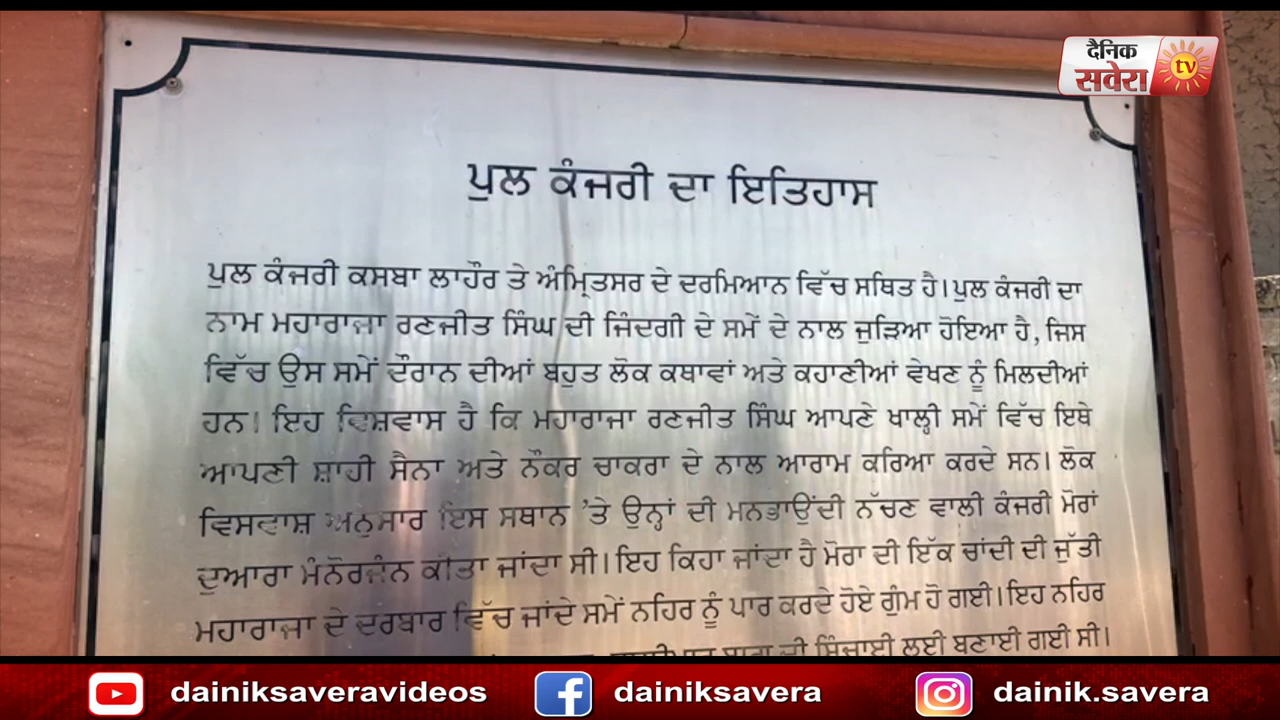 दैनिक
सवेरा tv
ਪੁਲ ਕੰਜਰੀ ਦਾ ਇਤਿਹਾਸ
ਪੁਲ ਕੰਜਰੀ ਕਸਬਾ ਲਾਹੌਰ ਤੇ ਅੰਮ੍ਰਿਤਸਰ ਦੇ ਦਰਮਿਆਨ ਵਿੱਚ ਸਥਿਤ ਹੈ। ਪੁਲ ਕੰਜਰੀ ਦਾ
ਨਾਮ ਮਹਾਰਾਜਾ ਰਣਜੀਤ ਸਿੰਘ ਦੀ ਜਿੰਦਗੀ ਦੇ ਸਮੇਂ ਦੇ ਨਾਲ ਜੁੜਿਆ ਹੋਇਆ ਹੈ, ਜਿਸ
ਵਿੱਚ ਉਸ ਸਮੇਂ ਦੌਰਾਨ ਦੀਆਂ ਬਹੁਤ ਲੋਕ ਕਥਾਵਾਂ ਅਤੇ ਕਹਾਣੀਆਂ ਵੇਖਣ ਨੂੰ ਮਿਲਦੀਆਂ
ਹਨ। ਇਹ ਵਿਸ਼ਵਾਸ ਹੈ ਕਿ ਮਹਾਰਾਜਾ ਰਣਜੀਤ ਸਿੰਘ ਆਪਣੇ ਖਾਲ੍ਹੀ ਸਮੇਂ ਵਿੱਚ ਇਥੇ
ਆਪਣੀ ਸ਼ਾਹੀ ਸੈਨਾ ਅਤੇ ਨੌਕਰ ਚਾਕਰਾ ਦੇ ਨਾਲ ਆਰਾਮ ਕਰਿਆ ਕਰਦੇ ਸਨ। ਲੋਕ
ਵਿਸਵਾਸ਼ ਅਨੁਸਾਰ ਇਸ ਸਥਾਨ 'ਤੇ ਉਨ੍ਹਾਂ ਦੀ ਮਨਭਾਉਂਦੀ ਨੱਚਣ ਵਾਲੀ ਕੰਜਰੀ ਮੋਰਾਂ
ਦੁਆਰਾ ਮੰਨੋਰਜੰਨ ਕੀਤਾ ਜਾਂਦਾ ਸੀ। ਇਹ ਕਿਹਾ ਜਾਂਦਾ ਹੈ ਮੋਰਾ ਦੀ ਇੱਕ ਚਾਂਦੀ ਦੀ ਜੁੱਤੀ
ਮਹਾਰਾਜਾ ਦੇ ਦਰਬਾਰ ਵਿੱਚ ਜਾਂਦੇ ਸਮੇਂ ਨਹਿਰ ਨੂੰ ਪਾਰ ਕਰਦੇ ਹੋਏ ਗੁੰਮ ਹੋ ਗਈ। ਇਹ ਨਹਿਰ
ਦੀ ਸਿੰਚਾਈ ਲਈ ਬਣਾਈ ਗਈ ਸੀ।
dainiksaveravideos dainiksavera dainik.savera